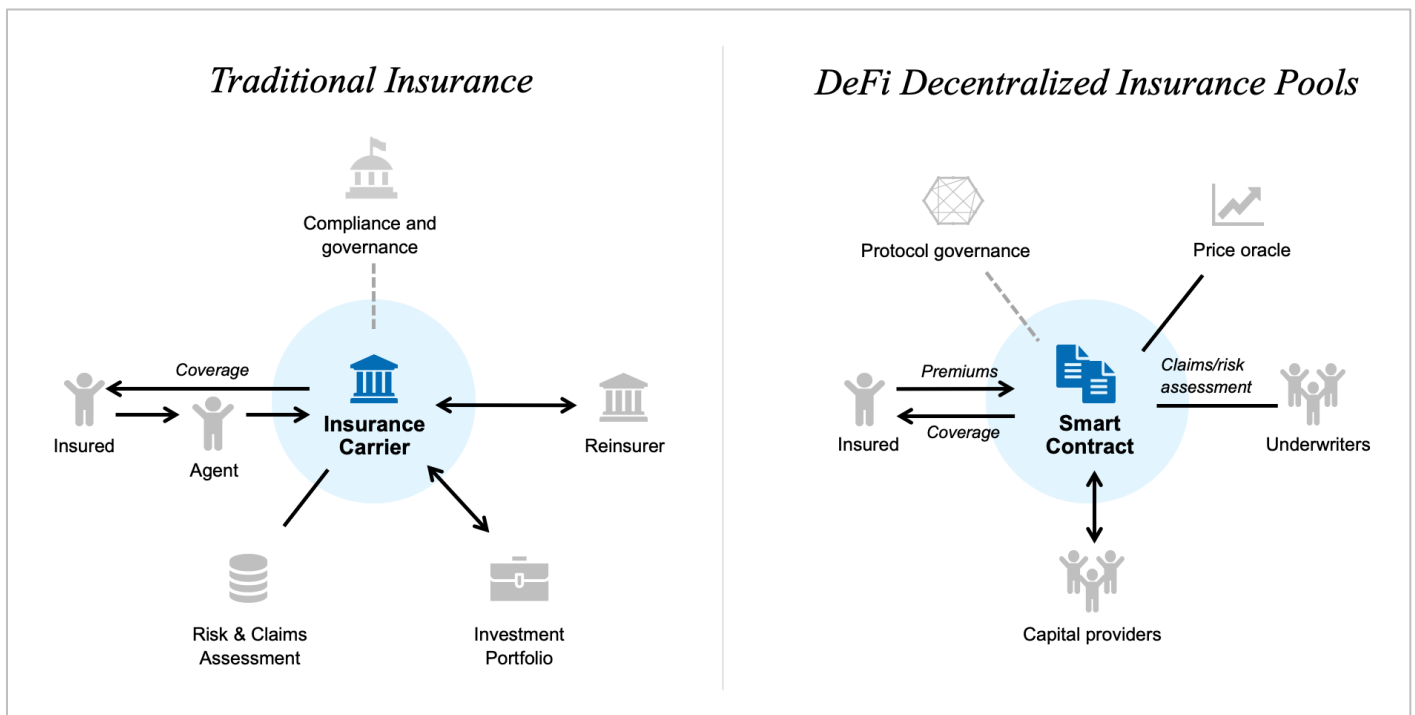 Traditional Insurance
Compliance and
governance
Coverage
Insured
Agent
Insurance
Carrier
Reinsurer
Risk & Claims
Assessment
Investment
Portfolio
DeFi Decentralized Insurance Pools
Protocol governance
Price oracle
Premiums
Coverage
Insured
Smart
Contract
Claims/risk
assessment
Underwriters
Capital providers